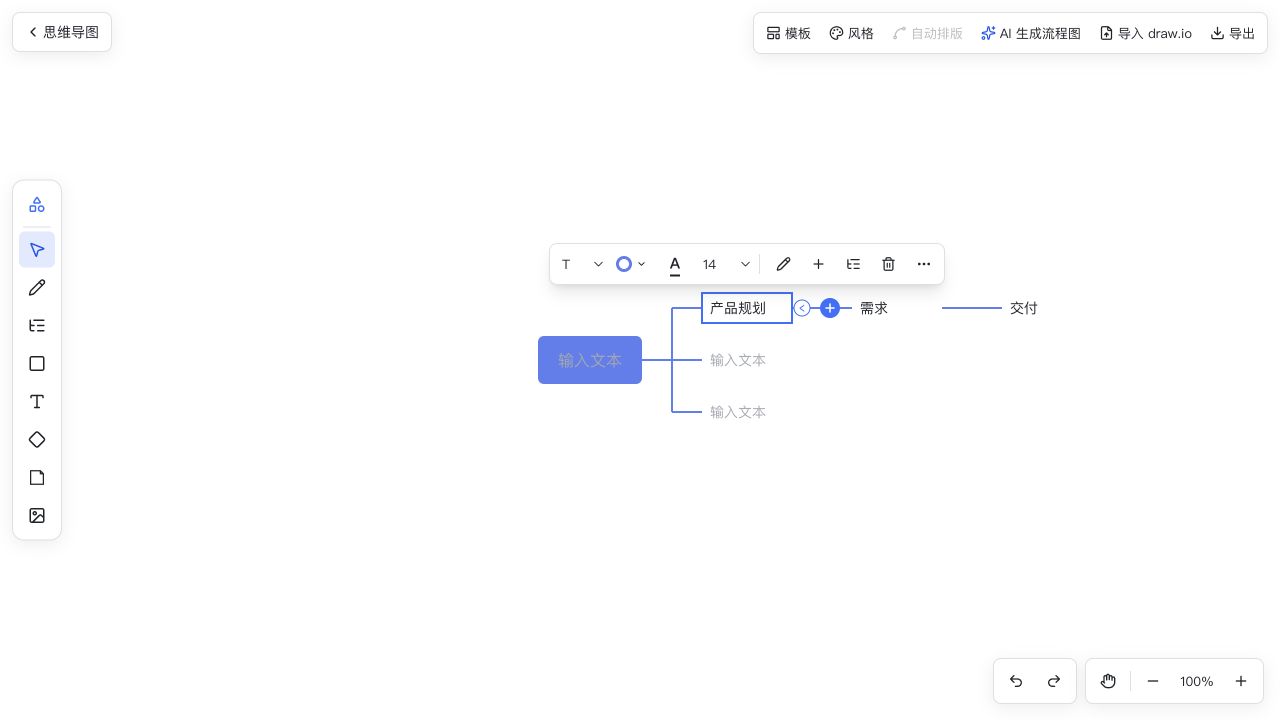 思维导图
模板 风格 自动排版 AI 生成流程图 导入 draw.io 导出
T A 14
产品规划 需求 交付
输入文本 输入文本
输入文本
100%